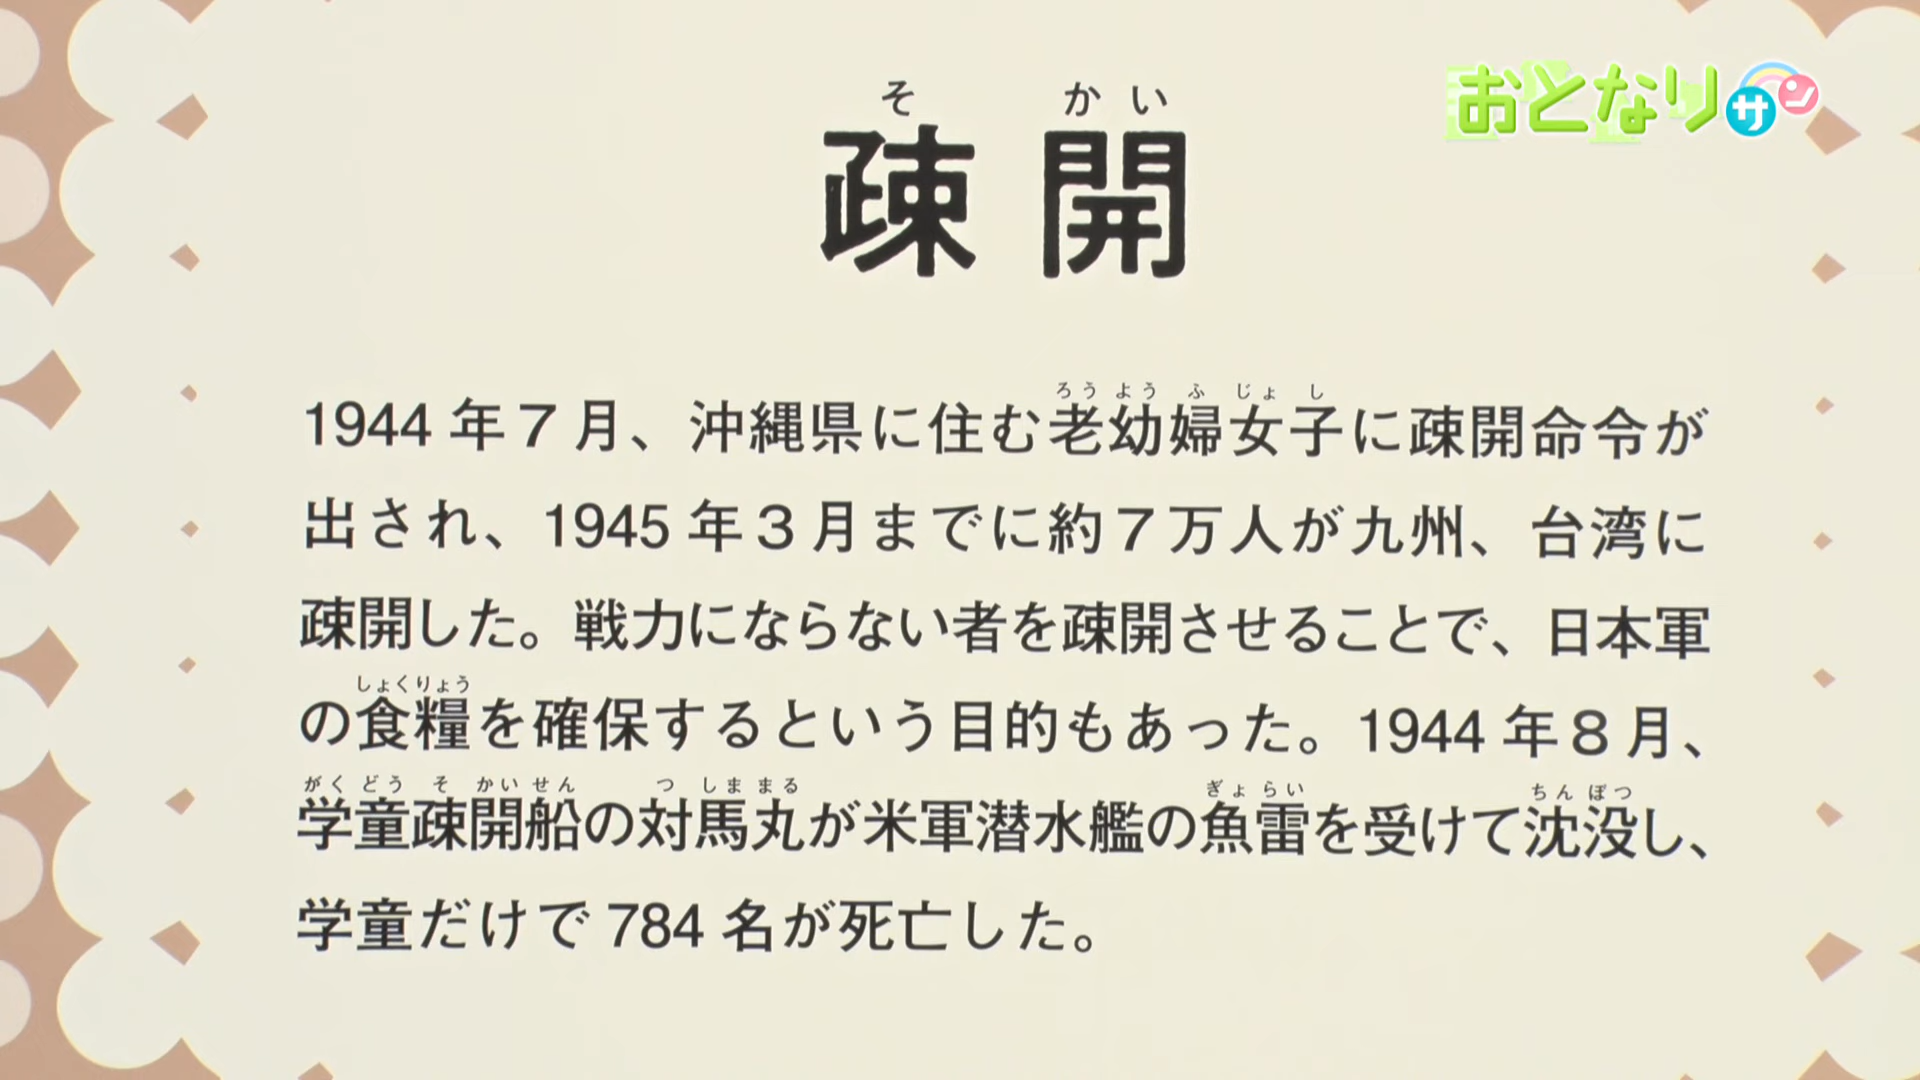 おとなりサン
そ かい
疎開
ろうようふじょし
1944年7月、沖縄県に住む老幼婦女子に疎開命令が
出され、1945年3月までに約7万人が九州、台湾に
疎開した。戦力にならない者を疎開させることで、日本軍
しょくりょう
の食糧を確保するという目的もあった。1944年8月、
がくどうそかいせん つしままる ぎょらい ちんぼつ
学童疎開船の対馬丸が米軍潜水艦の魚雷を受けて沈没し、
学童だけで784名が死亡した。